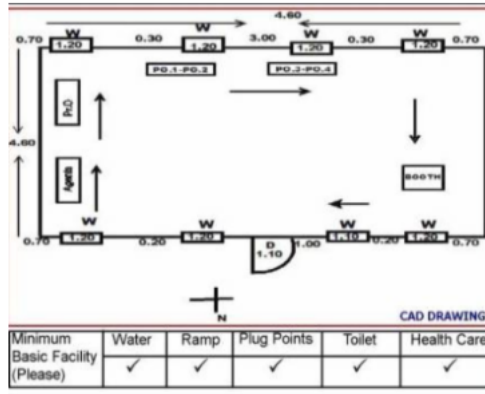 4.60
W W W W
0.70 1.20 0.30 1.20 3.00 1.20 0.30 1.20 0.70
PO.1-PO.2 PO.3-PO.4
Pr.O
4.60
Agents
BOOTH
W W W W
0.70 1.20 0.20 1.20 D 1.00 1.10 0.20 1.20 0.70
1.10
N
CAD DRAWING
Minimum Water Ramp Plug Points Toilet Health Care
Basic Facility ✓ ✓ ✓ ✓ ✓
(Please)